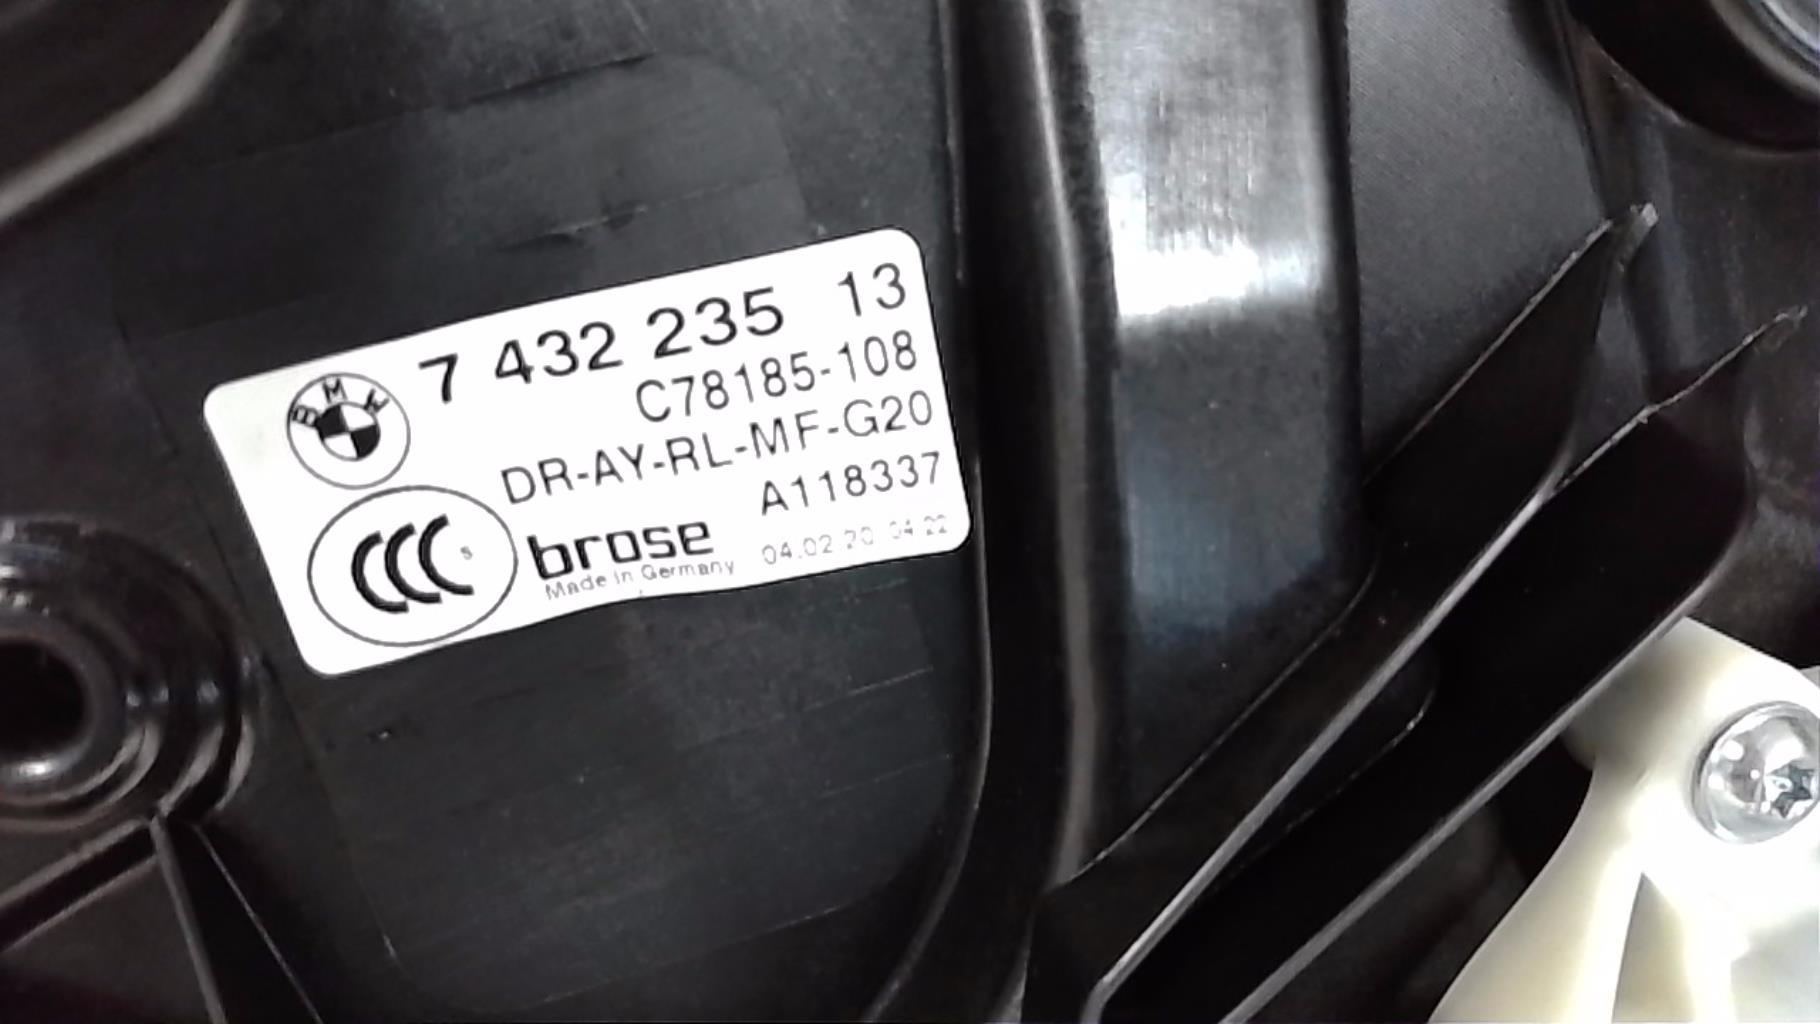 BMW 7 432 235 13
C78185-108
DR-AY-RL-MF-G20
A118337
CCC S brose 04.02.20 04:22
Made in Germany